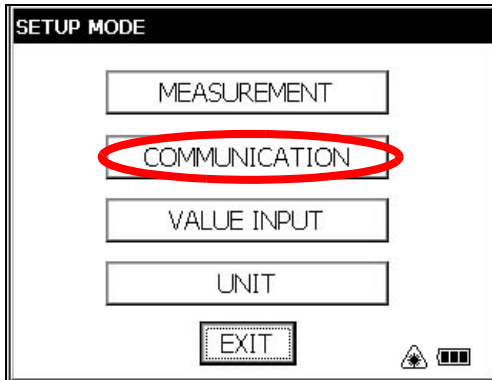 SETUP MODE
MEASUREMENT
COMMUNICATION
VALUE INPUT
UNIT
EXIT